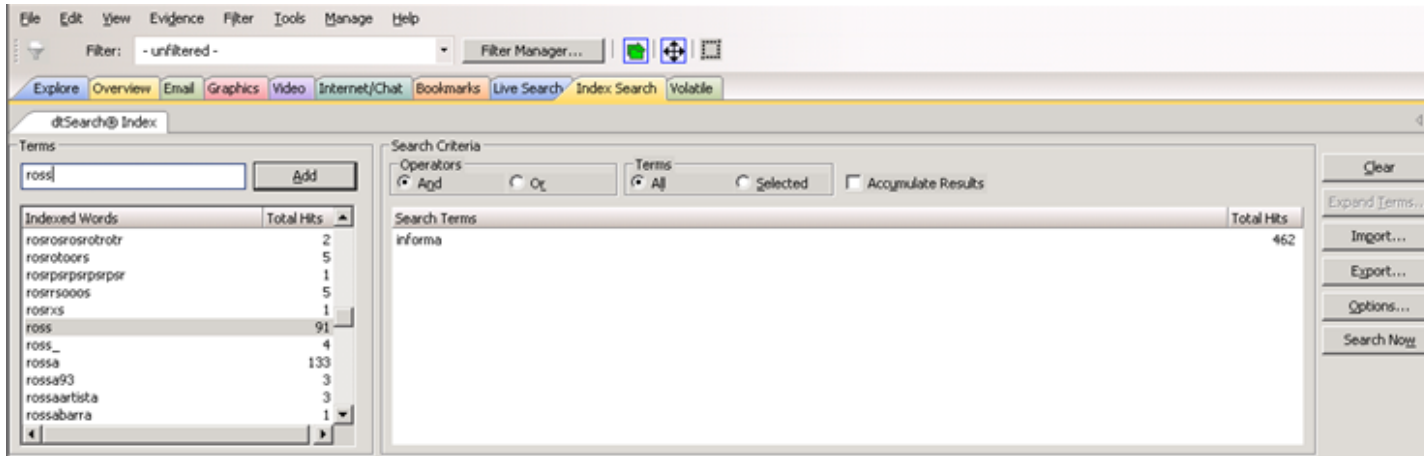 File Edit View Evidence Filter Tools Manage Help
Filter: - unfiltered - Filter Manager...
Explore Overview Email Graphics Video Internet/Chat Bookmarks Live Search Index Search Volatile
dtSearch® Index
Terms
ross Add
Indexed Words Total Hits
rosrosrosrotrotr 2
rosrotoors 5
rosrpsrpsrpsrpsr 1
rosrrsooos 5
rosrxs 1
ross 91
ross_ 4
rossa 133
rossa93 3
rossaartista 3
rossabarra 1
Search Criteria
Operators
And Or
Terms
All Selected
Accumulate Results
Search Terms Total Hits
informa 462
Clear
Expand Terms...
Import...
Export...
Options...
Search Now